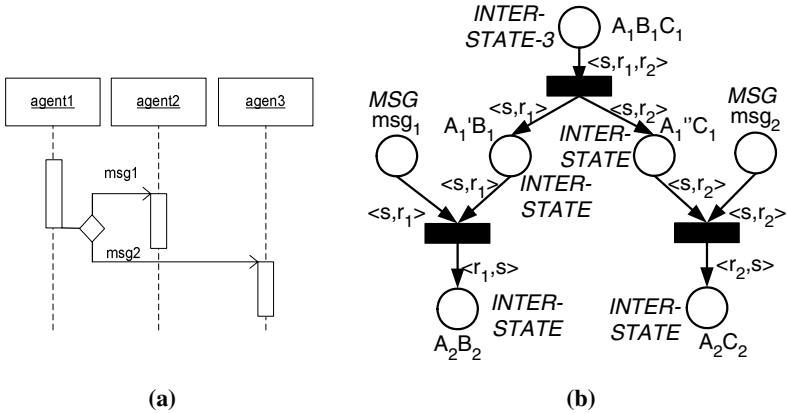 agent1
agent2
agen3
msg1
msg2
(a)
INTER-
STATE-3
A₁B₁C₁
<s,r₁,r₂>
MSG
msg₁
<s,r₁>
<s,r₂>
MSG
msg₂
A₁'B₁
INTER-
STATE
A₁''C₁
<s,r₁>
INTER-
STATE
<s,r₂>
<s,r₁>
<s,r₂>
<r₁,s>
<r₂,s>
INTER-
STATE
A₂B₂
INTER-
STATE
A₂C₂
(b)